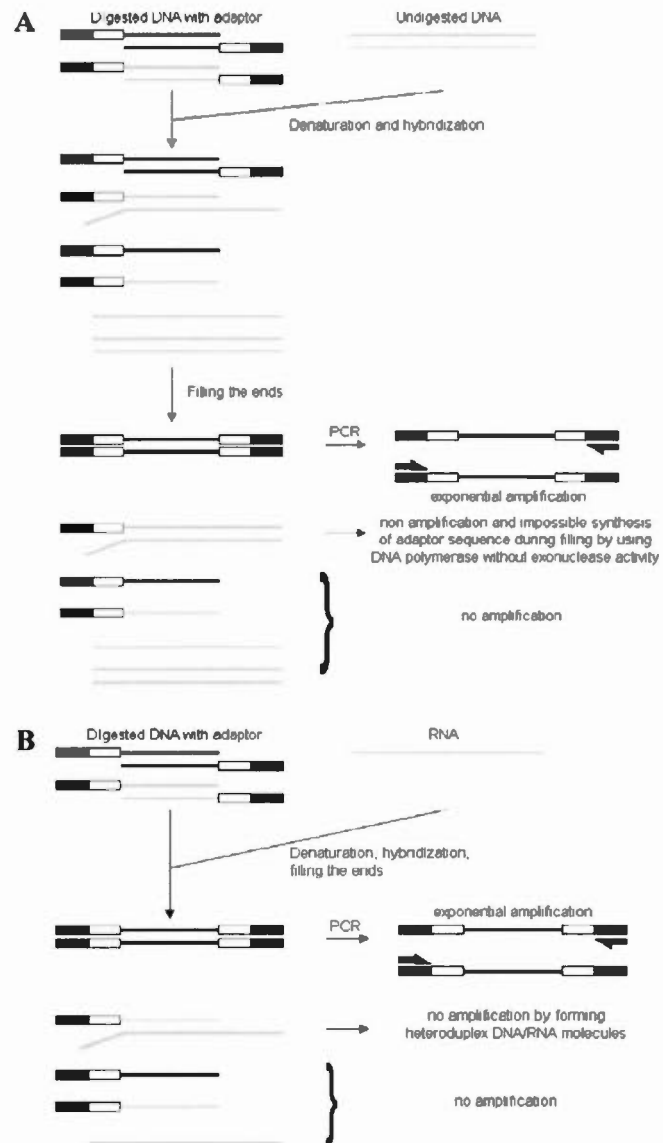 A
Digested DNA with adaptor
Undigested DNA
Denaturation and hybridization
Filling the ends
PCR
exponential amplification
non amplification and impossible synthesis
of adaptor sequence during filling by using
DNA polymerase without exonuclease activity
no amplification
B
Digested DNA with adaptor
RNA
Denaturation, hybridization,
filling the ends
exponential amplification
PCR
no amplification by forming
heteroduplex DNA/RNA molecules
no amplification